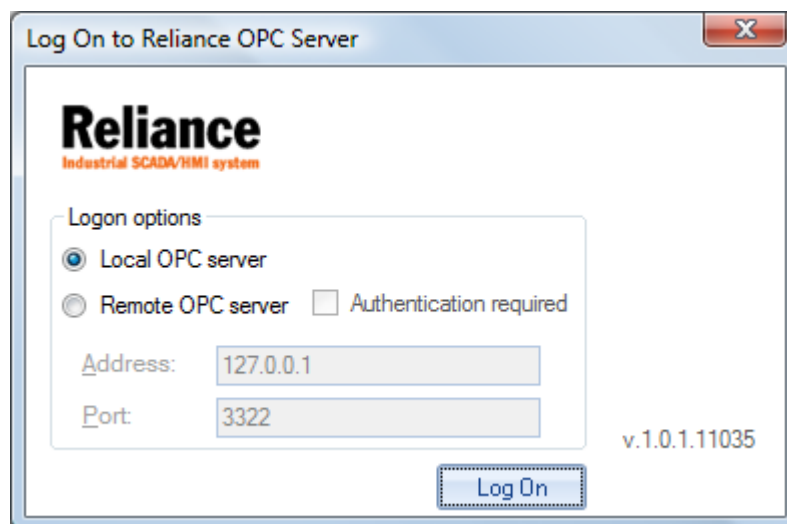 Log On to Reliance OPC Server
Reliance
Industrial SCADA/HMI system
Logon options
Local OPC server
Remote OPC server Authentication required
Address: 127.0.0.1
Port: 3322
v.1.0.1.11035
Log On